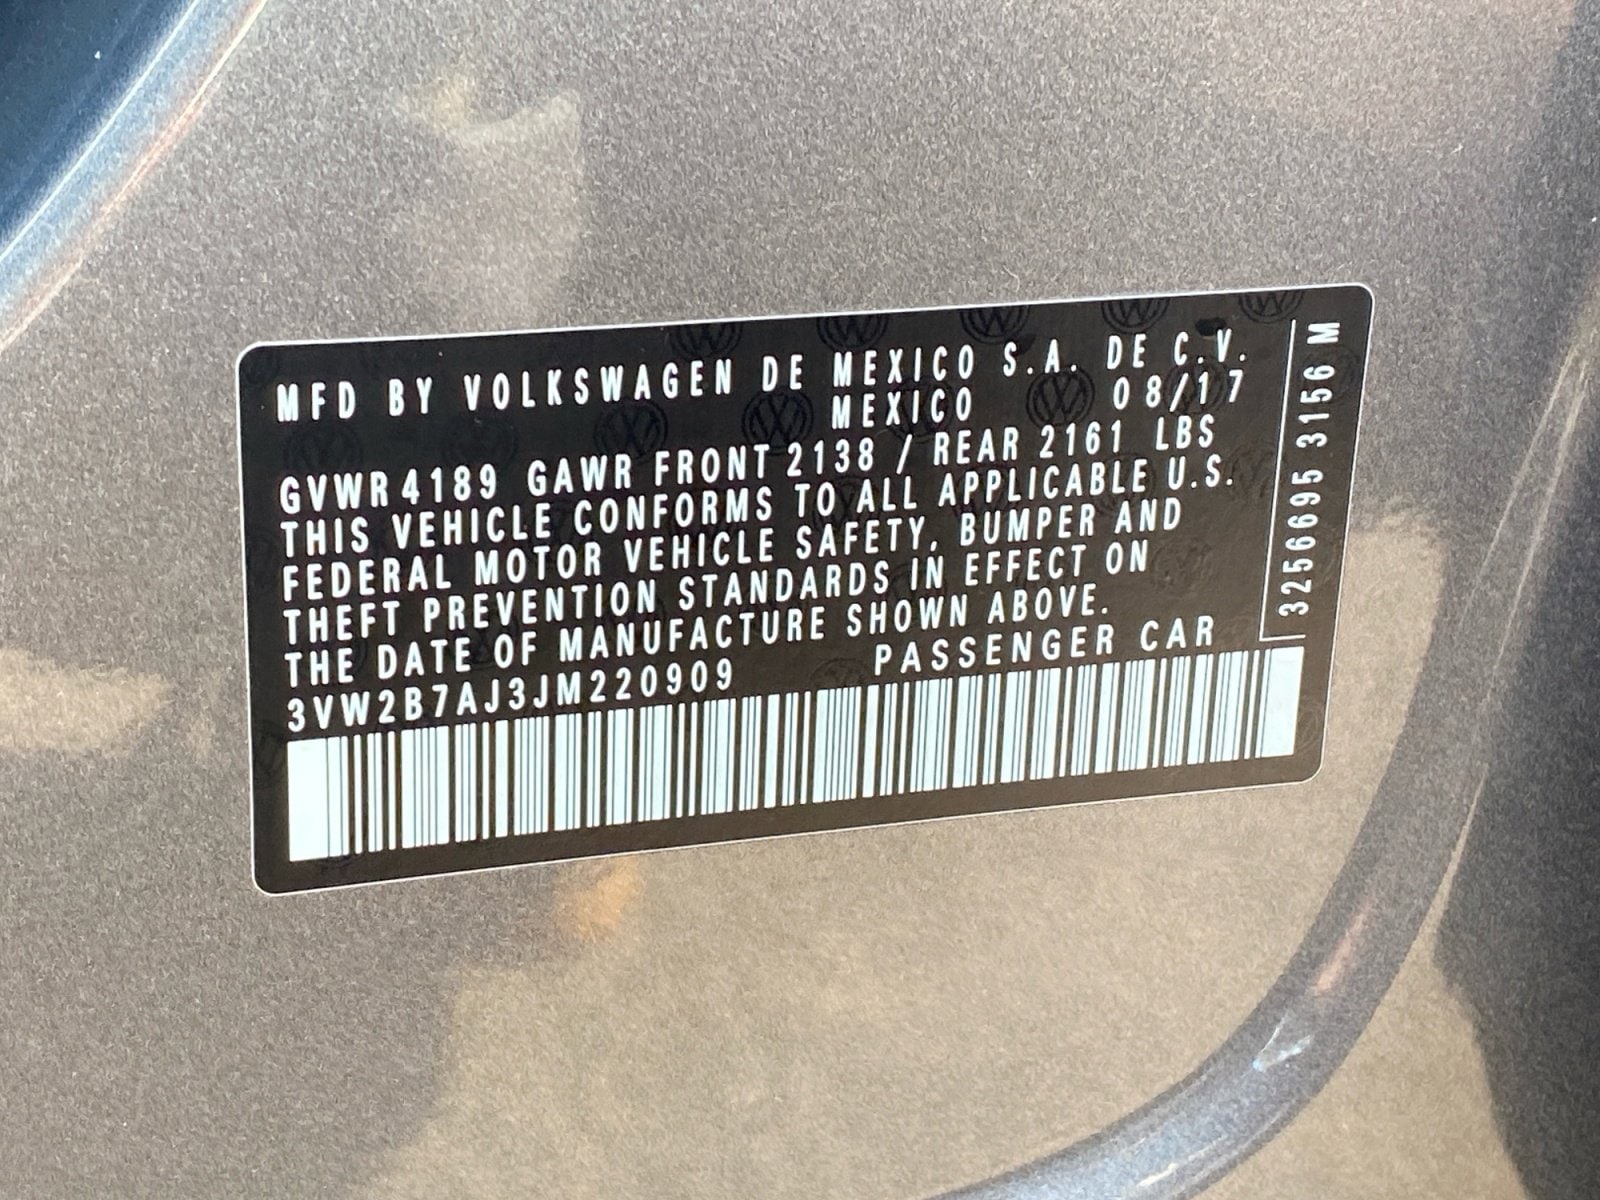 MFD BY VOLKSWAGEN DE MEXICO S.A. DE C.V.
MEXICO 08/17
GVWR 4189 GAWR FRONT 2138 / REAR 2161 LBS
THIS VEHICLE CONFORMS TO ALL APPLICABLE U.S.
FEDERAL MOTOR VEHICLE SAFETY, BUMPER AND
THEFT PREVENTION STANDARDS IN EFFECT ON
THE DATE OF MANUFACTURE SHOWN ABOVE.
3VW2B7AJ3JM220909 PASSENGER CAR
3256695 3156 M